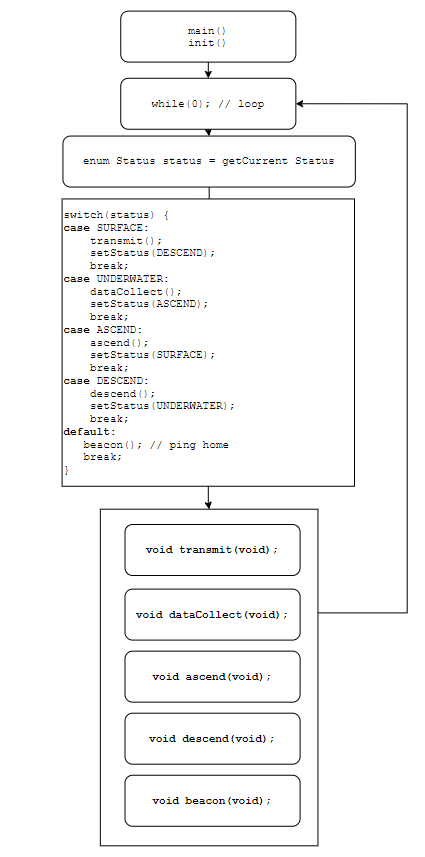 main()
init()
while(0); // loop
enum Status status = getCurrent Status
switch(status) {
case SURFACE:
    transmit();
    setStatus(DESCEND);
    break;
case UNDERWATER:
    dataCollect();
    setStatus(ASCEND);
    break;
case ASCEND:
    ascend();
    setStatus(SURFACE);
    break;
case DESCEND:
    descend();
    setStatus(UNDERWATER);
    break;
default:
   beacon(); // ping home
   break;
}
void transmit(void);
void dataCollect(void);
void ascend(void);
void descend(void);
void beacon(void);